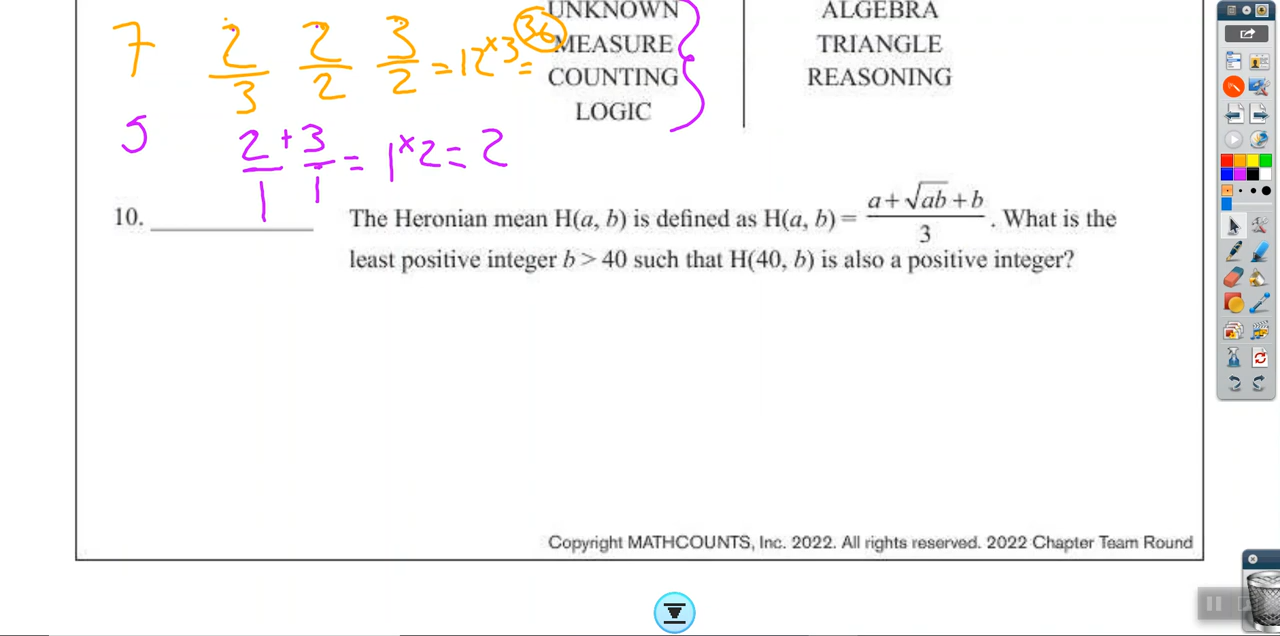 UNKNOWN ALGEBRA
7 2/3 2/2 3/2 = 12 x 3 = 36
MEASURE TRIANGLE
COUNTING REASONING
LOGIC
5 2/1 + 3/1 = 1 x 2 = 2
10. The Heronian mean H(a, b) is defined as H(a, b) = (a + √ab + b)/3 . What is the
least positive integer b > 40 such that H(40, b) is also a positive integer?
Copyright MATHCOUNTS, Inc. 2022. All rights reserved. 2022 Chapter Team Round